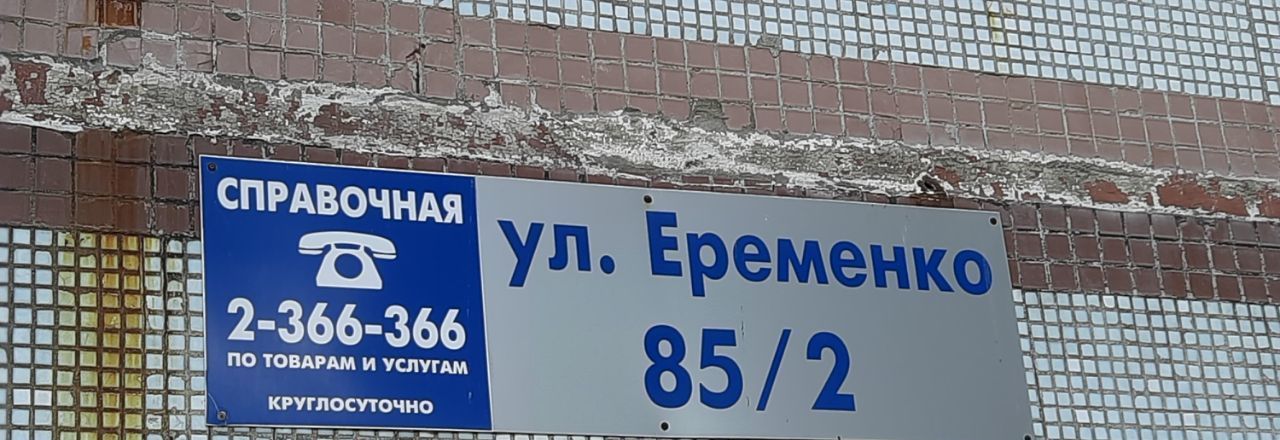 СПРАВОЧНАЯ
2-366-366
ПО ТОВАРАМ И УСЛУГАМ
КРУГЛОСУТОЧНО
ул. Еременко
85/2